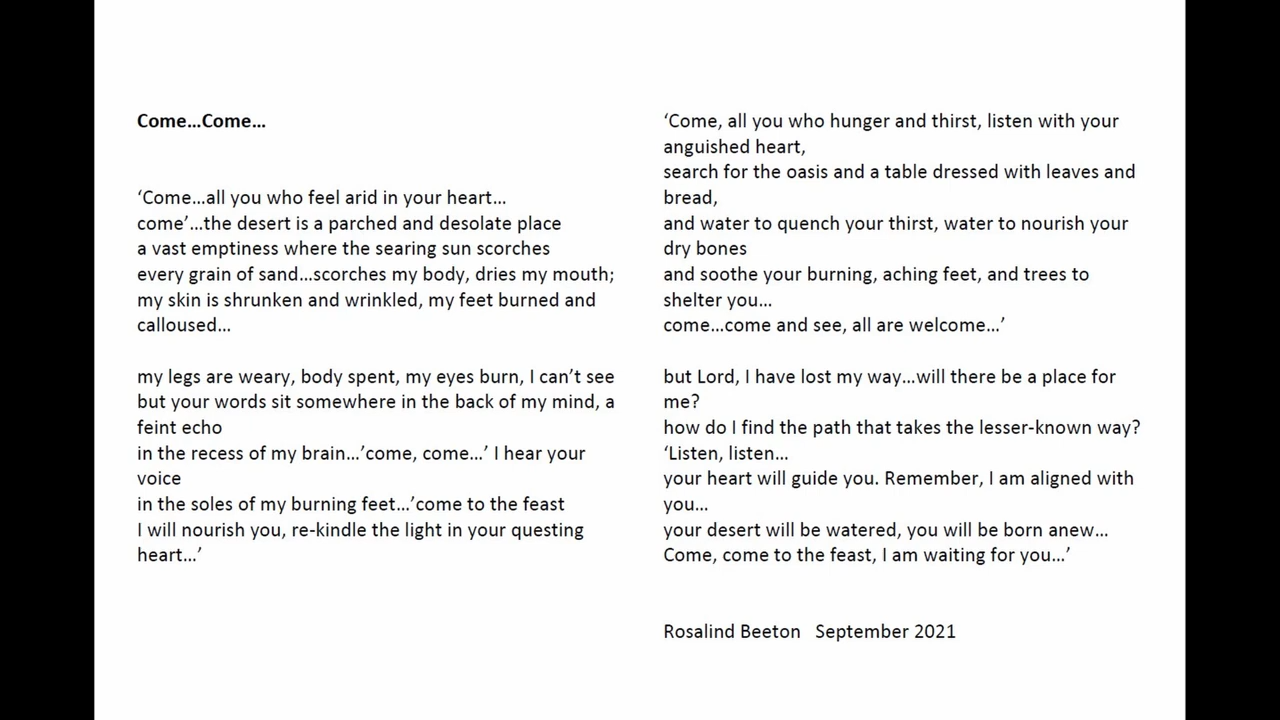 Come...Come...
‘Come...all you who feel arid in your heart...
come’...the desert is a parched and desolate place
a vast emptiness where the searing sun scorches
every grain of sand...scorches my body, dries my mouth;
my skin is shrunken and wrinkled, my feet burned and
calloused...
my legs are weary, body spent, my eyes burn, I can’t see
but your words sit somewhere in the back of my mind, a
feint echo
in the recess of my brain...’come, come...’ I hear your
voice
in the soles of my burning feet...’come to the feast
I will nourish you, re-kindle the light in your questing
heart...’
‘Come, all you who hunger and thirst, listen with your
anguished heart,
search for the oasis and a table dressed with leaves and
bread,
and water to quench your thirst, water to nourish your
dry bones
and soothe your burning, aching feet, and trees to
shelter you...
come...come and see, all are welcome...’
but Lord, I have lost my way...will there be a place for
me?
how do I find the path that takes the lesser-known way?
‘Listen, listen...
your heart will guide you. Remember, I am aligned with
you...
your desert will be watered, you will be born anew...
Come, come to the feast, I am waiting for you...’
Rosalind Beeton   September 2021